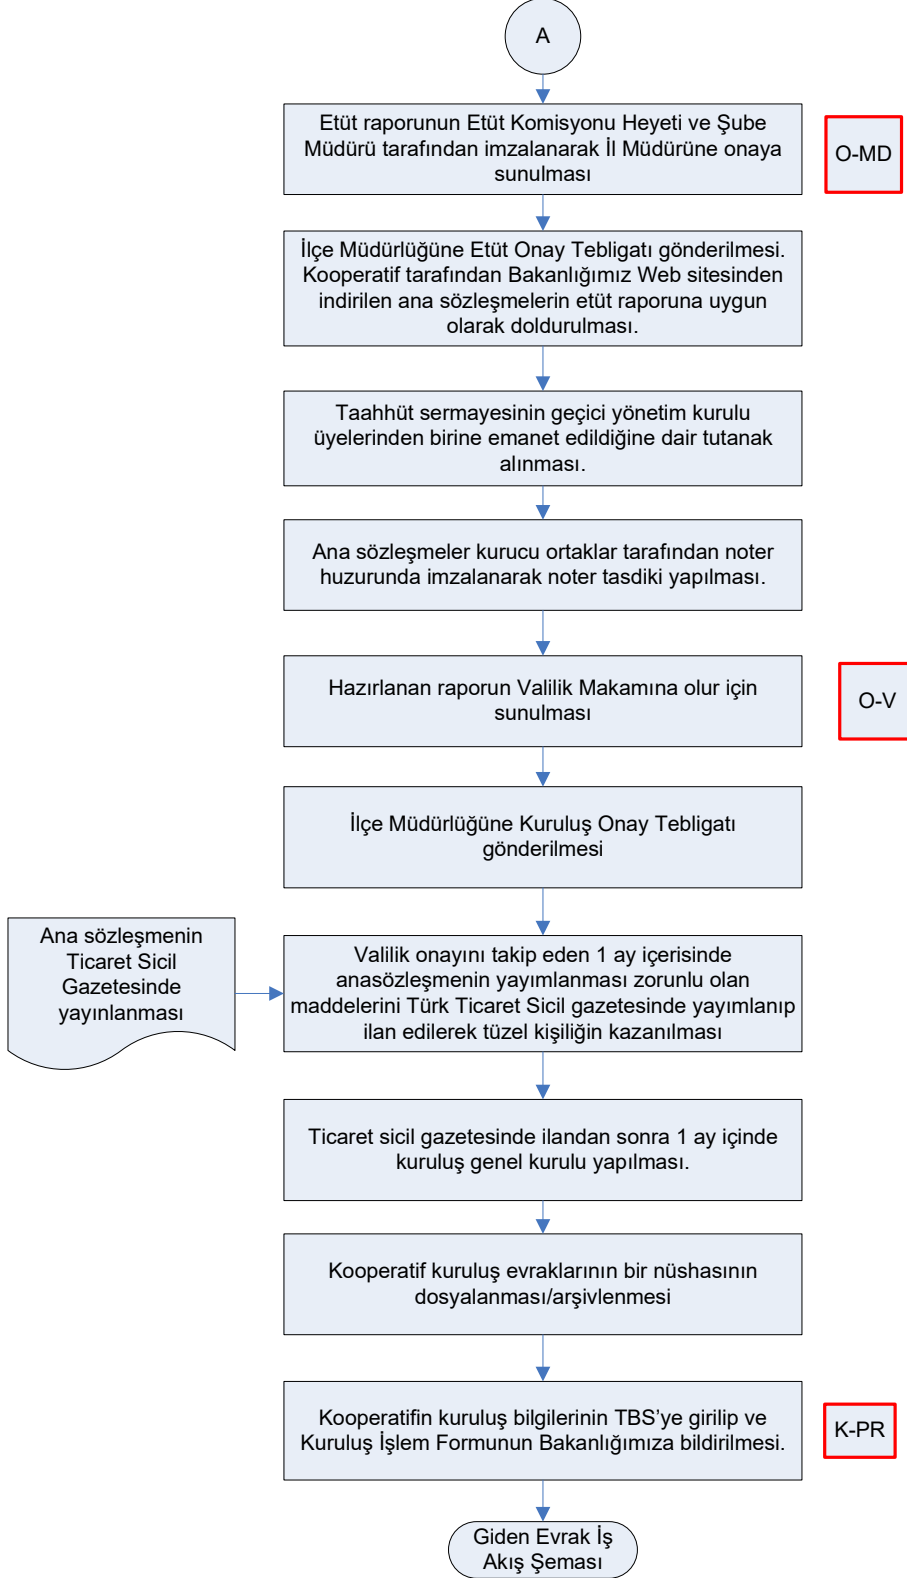 A
Etüt raporunun Etüt Komisyonu Heyeti ve Şube
Müdürü tarafından imzalanarak İl Müdürüne onaya
sunulması
O-MD
İlçe Müdürlüğüne Etüt Onay Tebligatı gönderilmesi.
Kooperatif tarafından Bakanlığımız Web sitesinden
indirilen ana sözleşmelerin etüt raporuna uygun
olarak doldurulması.
Taahhüt sermayesinin geçici yönetim kurulu
üyelerinden birine emanet edildiğine dair tutanak
alınması.
Ana sözleşmeler kurucu ortaklar tarafından noter
huzurunda imzalanarak noter tasdiki yapılması.
Hazırlanan raporun Valilik Makamına olur için
sunulması
O-V
İlçe Müdürlüğüne Kuruluş Onay Tebligatı
gönderilmesi
Ana sözleşmenin
Ticaret Sicil
Gazetesinde
yayınlanması
Valilik onayını takip eden 1 ay içerisinde
anasözleşmenin yayımlanması zorunlu olan
maddelerini Türk Ticaret Sicil gazetesinde yayımlanıp
ilan edilerek tüzel kişiliğin kazanılması
Ticaret sicil gazetesinde ilandan sonra 1 ay içinde
kuruluş genel kurulu yapılması.
Kooperatif kuruluş evraklarının bir nüshasının
dosyalanması/arşivlenmesi
Kooperatifin kuruluş bilgilerinin TBS’ye girilip ve
Kuruluş İşlem Formunun Bakanlığımıza bildirilmesi.
K-PR
Giden Evrak İş
Akış Şeması